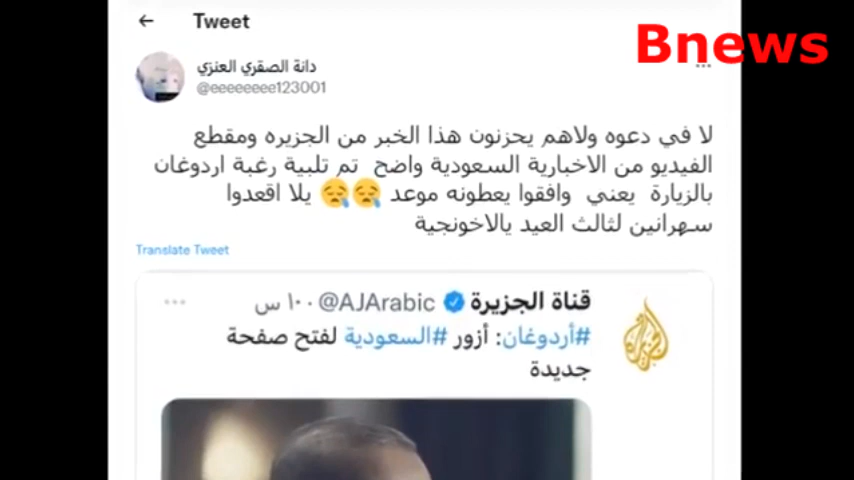 Tweet
Bnews
دانة الصقري العنزي
@eeeeeeee123001
لا في دعوه ولاهم يحزنون هذا الخبر من الجزيره ومقطع
الفيديو من الاخبارية السعودية واضح تم تلبية رغبة اردوغان
بالزيارة يعني وافقوا يعطونه موعد 😪😪 يلا اقعدوا
سهرانين لثالث العيد يالاخونجية
Translate Tweet
قناة الجزيرة @AJArabic · ١٠ س
#أردوغان: أزور #السعودية لفتح صفحة
جديدة